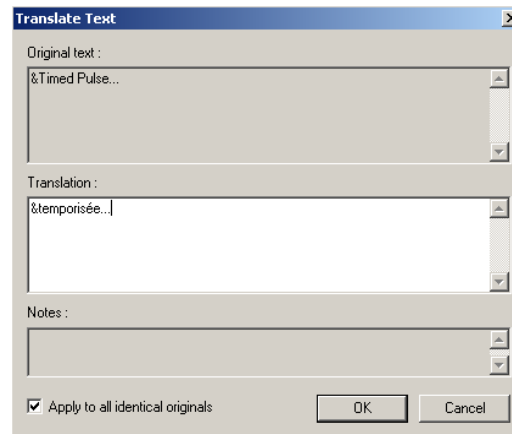 Translate Text
Original text :
&Timed Pulse...
Translation :
&temporisée...
Notes :
Apply to all identical originals
OK
Cancel